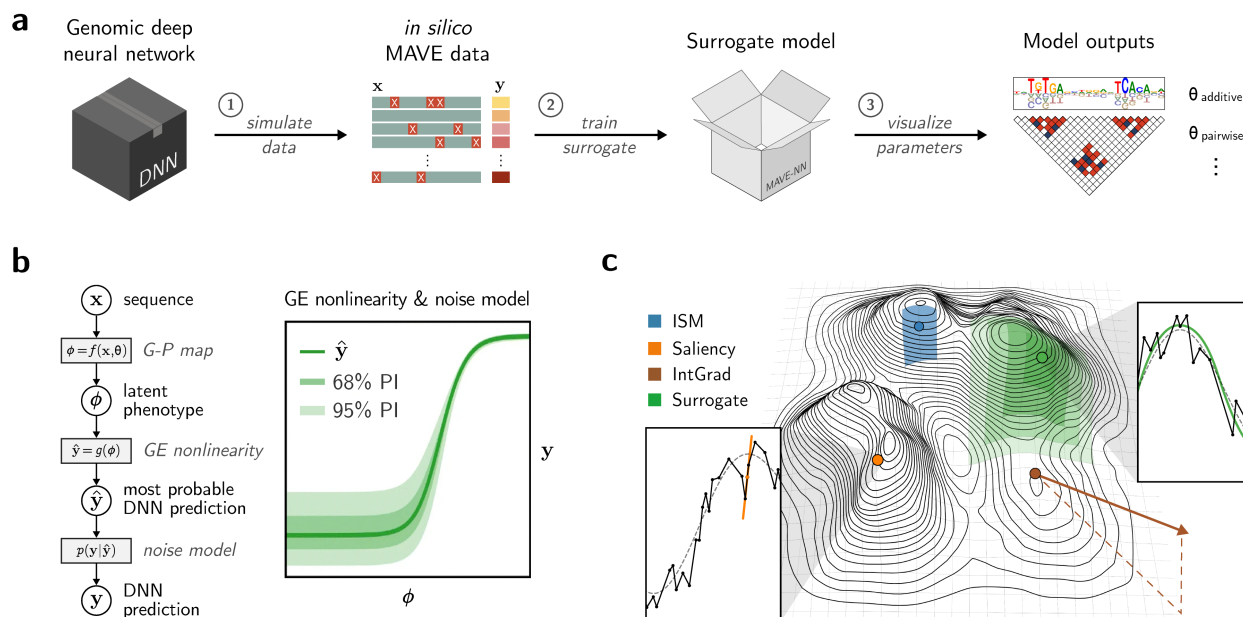 a
Genomic deep
neural network
DNN
1
simulate
data
in silico
MAVE data
x
y
X
X
X
X
X
X
X
X
X
2
train
surrogate
Surrogate model
MAVE-NN
3
visualize
parameters
Model outputs
TGTGA
TCACA
θ additive
θ pairwise
b
x
sequence
ϕ = f(x,θ)
G-P map
ϕ
latent
phenotype
ŷ = g(ϕ)
GE nonlinearity
ŷ
most probable
DNN prediction
p(y|ŷ)
noise model
y
DNN
prediction
GE nonlinearity & noise model
ŷ
68% PI
95% PI
y
ϕ
c
ISM
Saliency
IntGrad
Surrogate